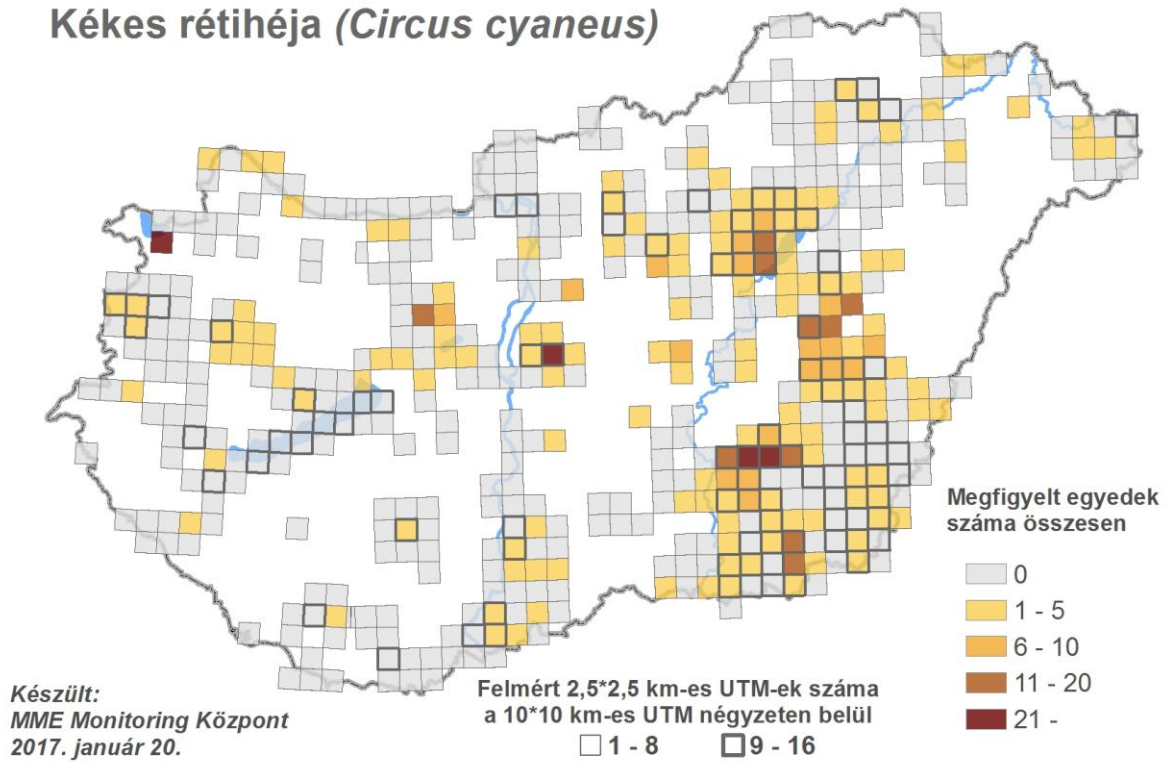 Kékes rétihéja (Circus cyaneus)
Megfigyelt egyedek
száma összesen
0
1 - 5
6 - 10
11 - 20
21 -
Készült:
MME Monitoring Központ
2017. január 20.
Felmért 2,5*2,5 km-es UTM-ek száma
a 10*10 km-es UTM négyzeten belül
1 - 8 9 - 16